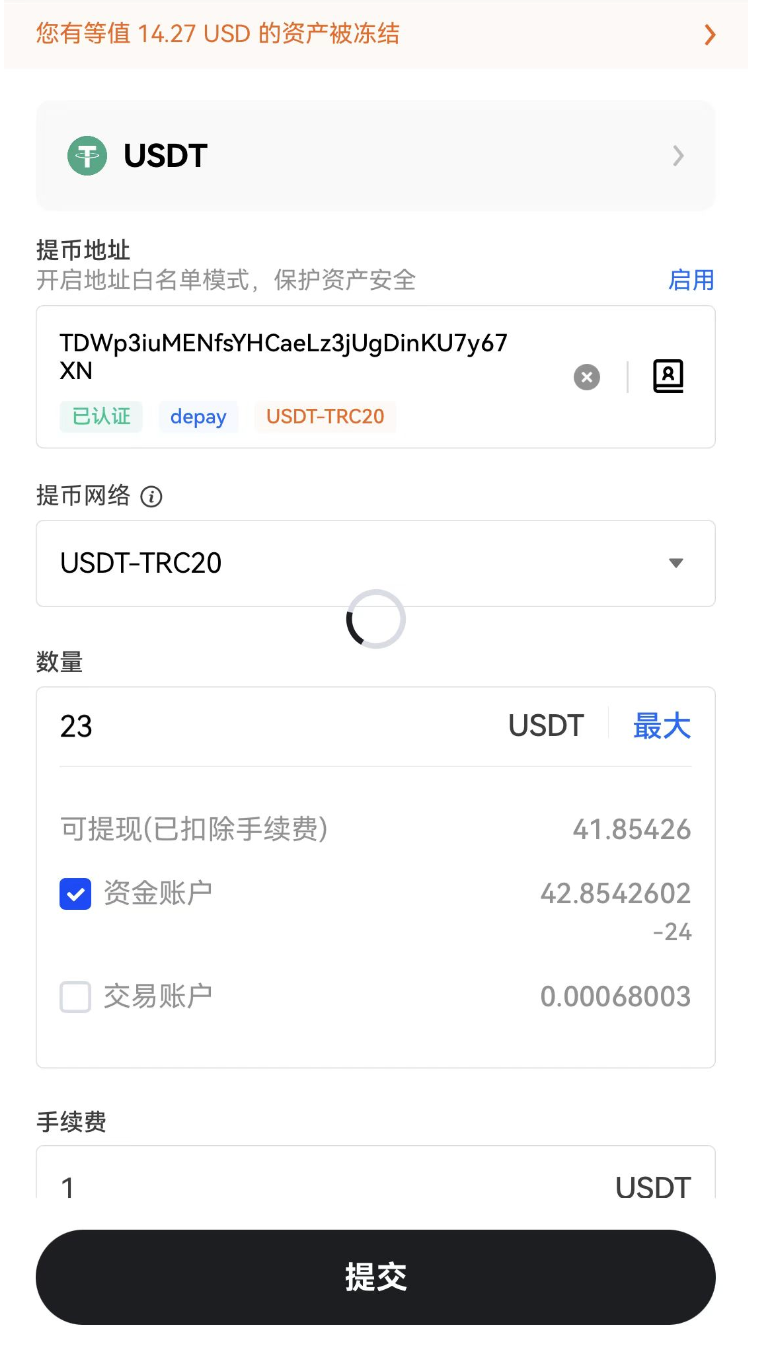 您有等值 14.27 USD 的资产被冻结
USDT
提币地址
开启地址白名单模式，保护资产安全
启用
TDWp3iuMENfsYHCaeLz3jUgDinKU7y67
XN
已认证 depay USDT-TRC20
提币网络
USDT-TRC20
数量
23 USDT 最大
可提现(已扣除手续费) 41.85426
资金账户 42.8542602
-24
交易账户 0.00068003
手续费
1 USDT
提交